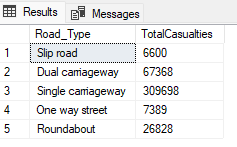 Results Messages
Road_Type TotalCasualties
1 Slip road 6600
2 Dual carriageway 67368
3 Single carriageway 309698
4 One way street 7389
5 Roundabout 26828